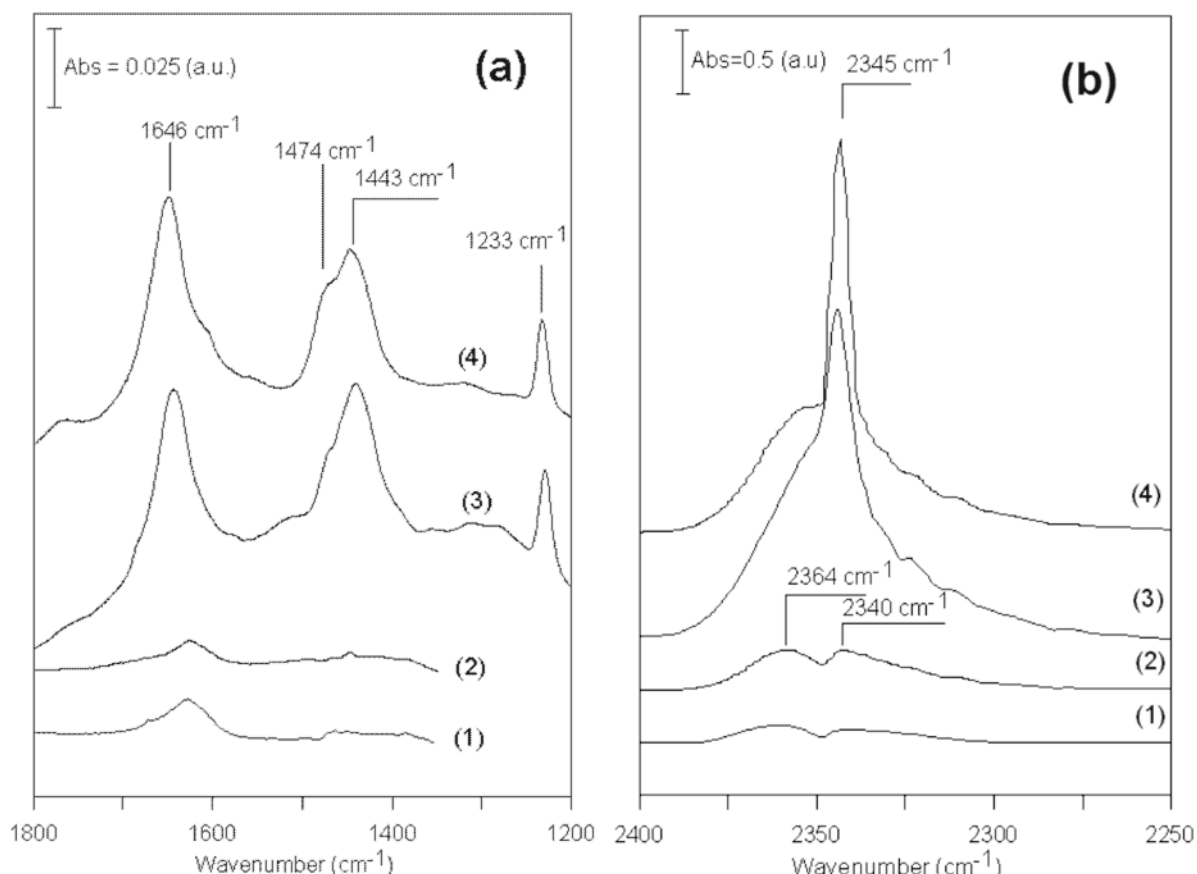 Abs = 0.025 (a.u.)
(a)
1646 cm-1
1474 cm-1
1443 cm-1
1233 cm-1
(4)
(3)
(2)
(1)
1800
1600
1400
1200
Wavenumber (cm-1)
Abs=0.5 (a.u)
2345 cm-1
(b)
(4)
2364 cm-1
(3)
2340 cm-1
(2)
(1)
2400
2350
2300
2250
Wavenumber (cm-1)